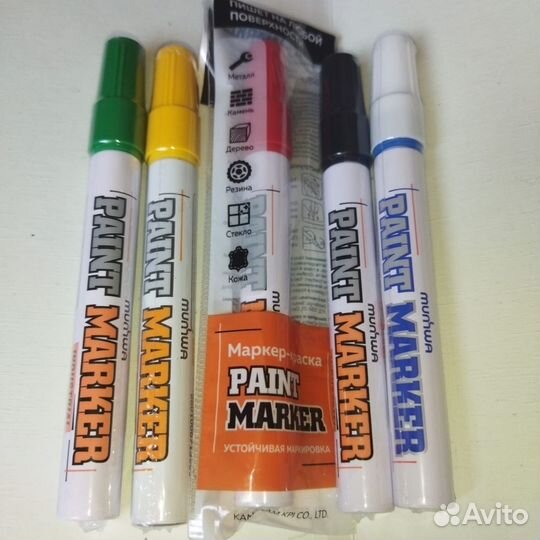 PAINT MARKER
munhwa
PAINT MARKER
munhwa
ПИШЕТ НА ЛЮБОЙ
ПОВЕРХНОСТИ
Металл
Камень
Дерево
Резина
Стекло
Кожа
Маркер-краска
PAINT
MARKER
УСТОЙЧИВАЯ МАРКИРОВКА
CO., LTD.
PAINT MARKER
munhwa
PAINT MARKER
munhwa
Avito